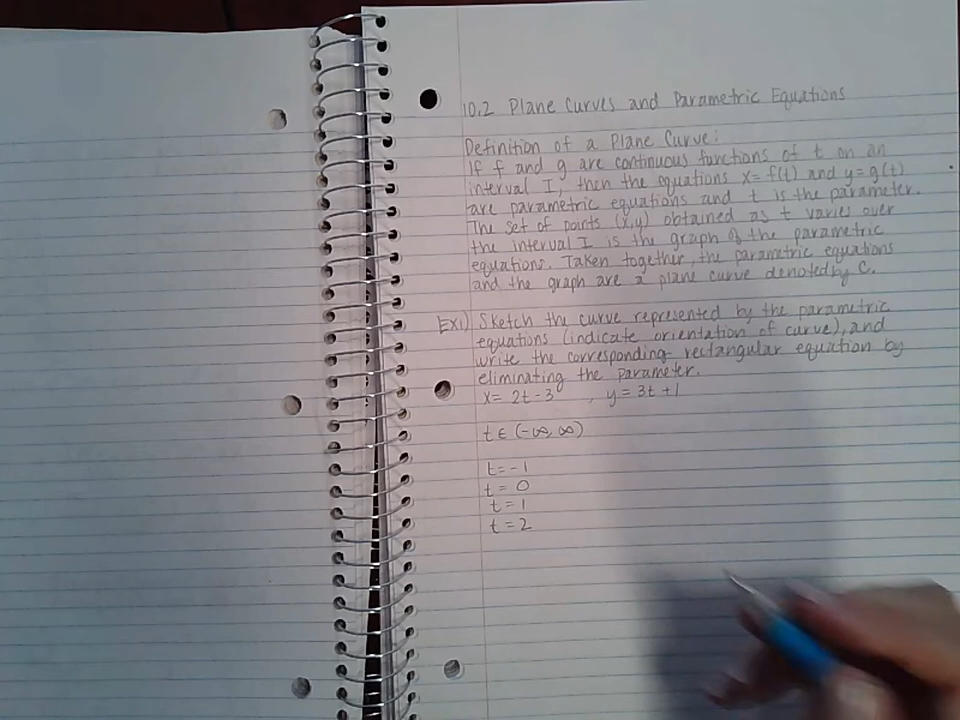 10.2 Plane Curves and Parametric Equations
Definition of a Plane Curve:
If f and g are continuous functions of t on an
interval I, then the equations x=f(t) and y=g(t)
are parametric equations and t is the parameter.
The set of points (x,y) obtained as t varies over
the interval I is the graph of the parametric
equations. Taken together, the parametric equations
and the graph are a plane curve denoted by C.
EX1) Sketch the curve represented by the parametric
equations (indicate orientation of curve), and
write the corresponding rectangular equation by
eliminating the parameter.
x= 2t-3 , y=3t+1
t∈(-∞,∞)
t=-1
t=0
t=1
t=2